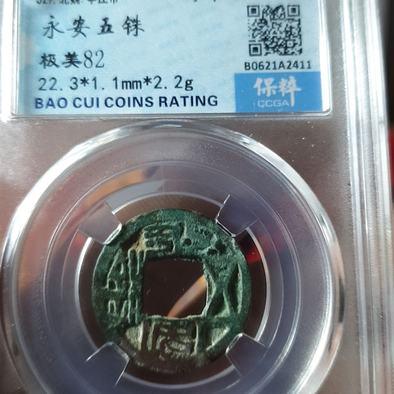 永安五铢
极美82
22.3*1.1mm*2.2g
BAO CUI COINS RATING
B0621A2411
保粹
QCGA